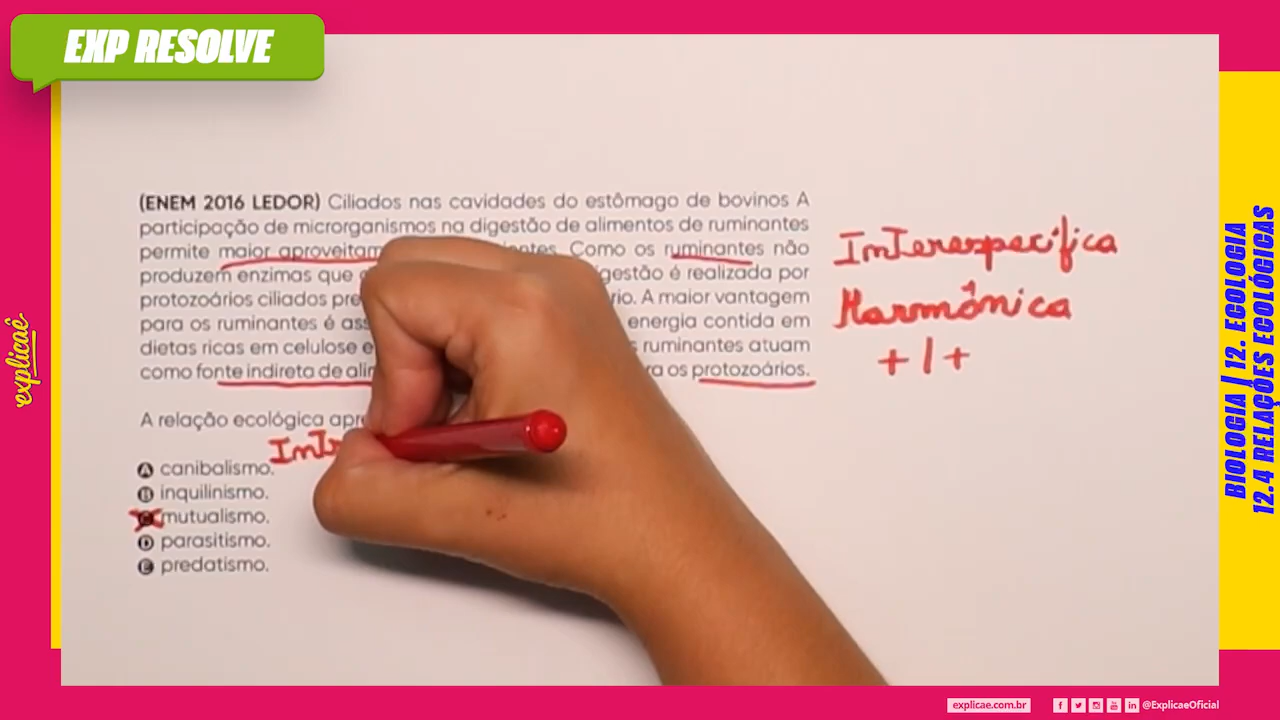 EXP RESOLVE
(ENEM 2016 LEDOR) Ciliados nas cavidades do estômago de bovinos A
participação de microrganismos na digestão de alimentos de ruminantes
permite maior Como os ruminantes não
produzem enzimas que é realizada por
protozoários ciliados A maior vantagem
para os ruminantes é energia contida em
dietas ricas em celulose e ruminantes atuam
como fonte indireta de os protozoários.
A relação ecológica
A canibalismo.
B inquilinismo.
C mutualismo.
D parasitismo.
E predatismo.
Interespecífica
Harmônica
+ | +
explicaê
BIOLOGIA | 12. ECOLOGIA
12.4 RELAÇÕES ECOLÓGICAS
explicae.com.br @ExplicaeOficial